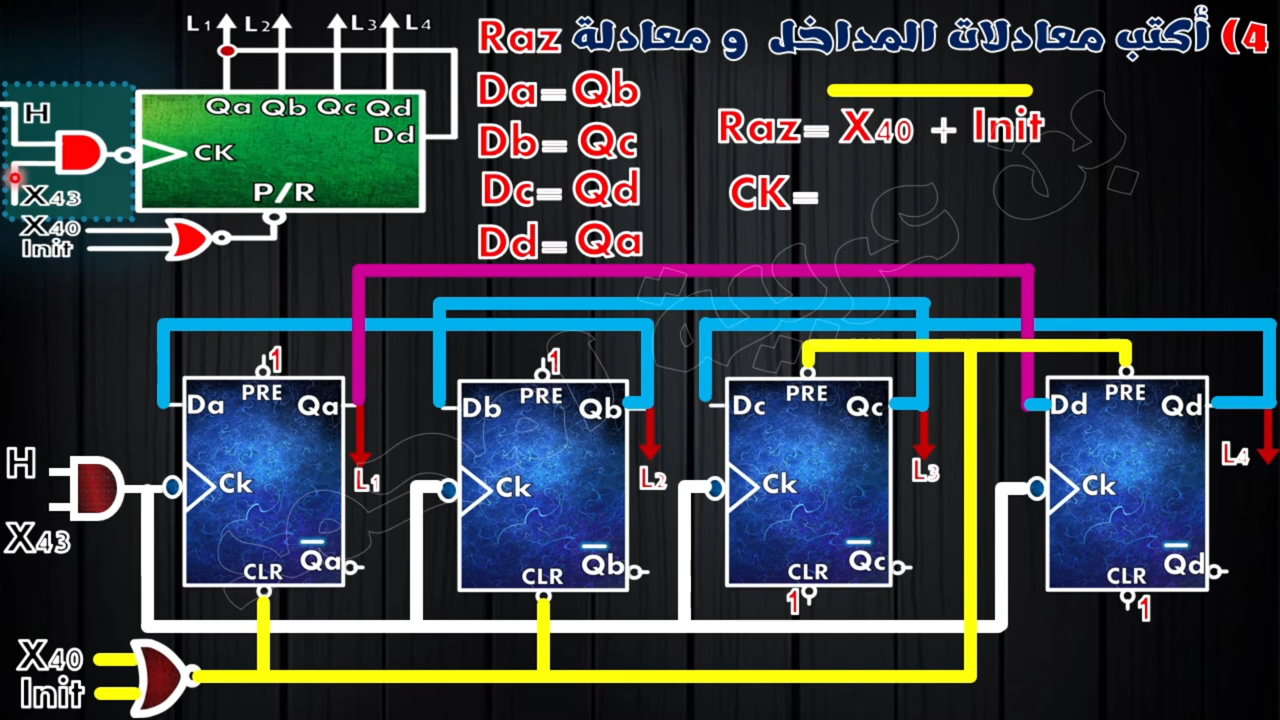 4) أكتب معادلات المداخل و معادلة Raz
L1 L2 L3 L4
Qa Qb Qc Qd
Dd
H
CK
P/R
X43
X40
Init
Da = Qb
Db = Qc
Dc = Qd
Dd = Qa
Raz = X40 + Init
CK =
1 1
PRE PRE PRE PRE
Da Qa Db Qb Dc Qc Dd Qd
L1 L2 L3 L4
H
Ck Ck Ck Ck
X43
Qa Qb Qc Qd
CLR CLR CLR CLR
1 1
X40
Init